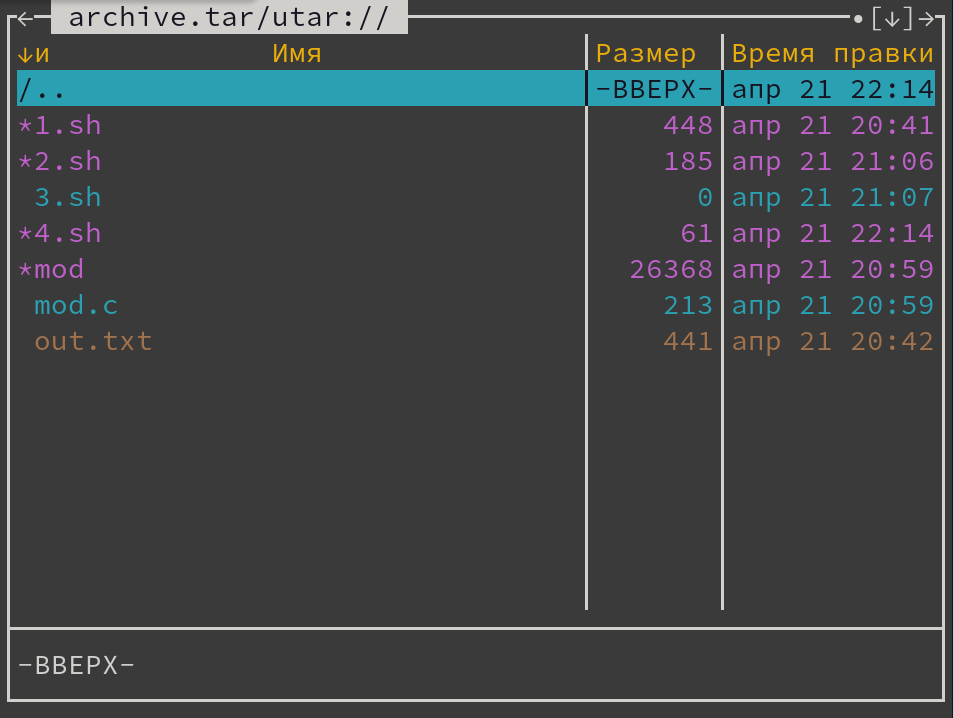 ← archive.tar/utar:// •[↓]→
↓и Имя Размер Время правки
/.. -ВВЕРХ- апр 21 22:14
*1.sh 448 апр 21 20:41
*2.sh 185 апр 21 21:06
3.sh 0 апр 21 21:07
*4.sh 61 апр 21 22:14
*mod 26368 апр 21 20:59
mod.c 213 апр 21 20:59
out.txt 441 апр 21 20:42
-ВВЕРХ-